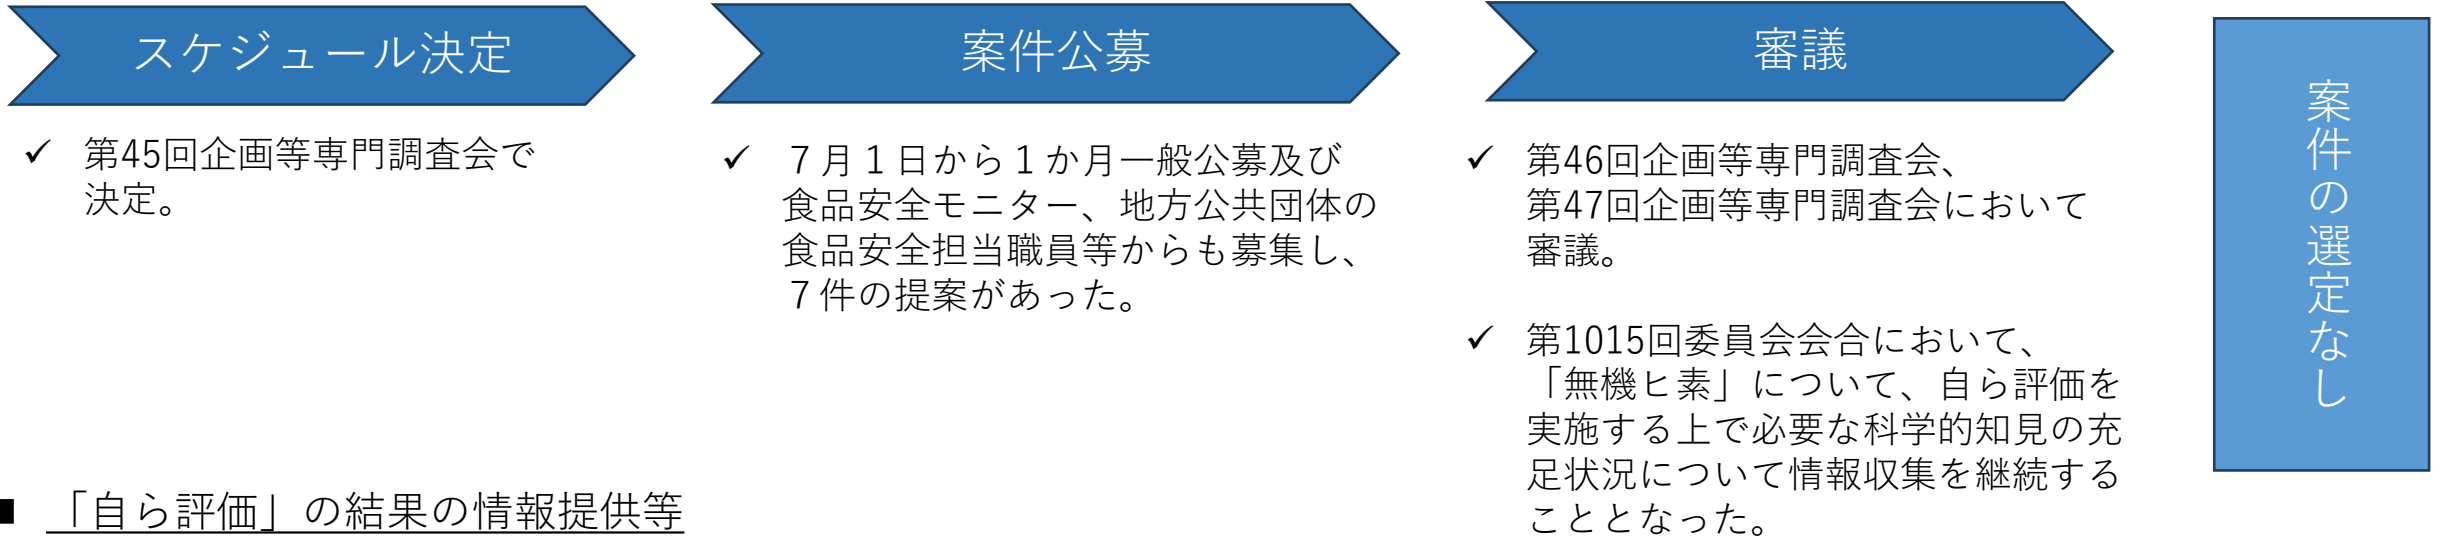 スケジュール決定
✓ 第45回企画等専門調査会で
決定。
案件公募
✓ ７月１日から１か月一般公募及び
食品安全モニター、地方公共団体の
食品安全担当職員等からも募集し、
７件の提案があった。
審議
✓ 第46回企画等専門調査会、
第47回企画等専門調査会において
審議。
✓ 第1015回委員会会合において、
「無機ヒ素」について、自ら評価を
実施する上で必要な科学的知見の充
足状況について情報収集を継続する
こととなった。
案件の選定なし
■ 「自ら評価」の結果の情報提供等